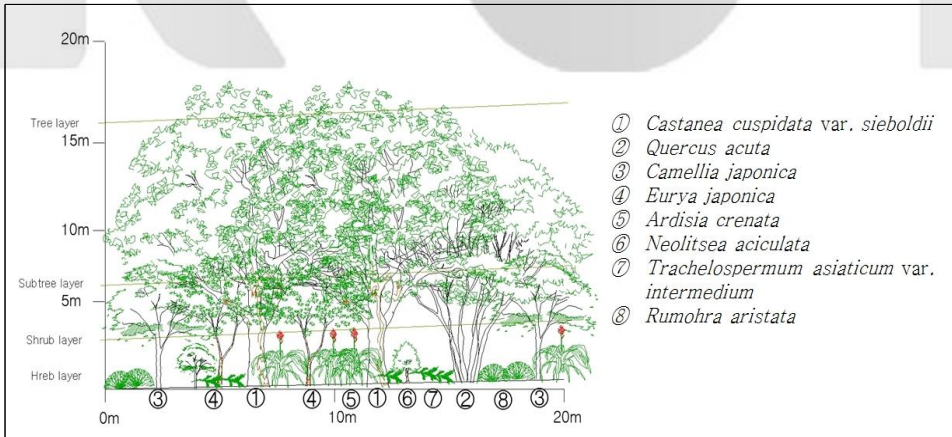 20m
Tree layer
15m
10m
Subtree layer
5m
Shrub layer
Hreb layer
③ ④ ① ④ ⑤ ① ⑥ ⑦ ② ⑧ ③
0m 10m 20m
① Castanea cuspidata var. sieboldii
② Quercus acuta
③ Camellia japonica
④ Eurya japonica
⑤ Ardisia crenata
⑥ Neolitsea aciculata
⑦ Trachelospermum asiaticum var.
intermedium
⑧ Rumohra aristata